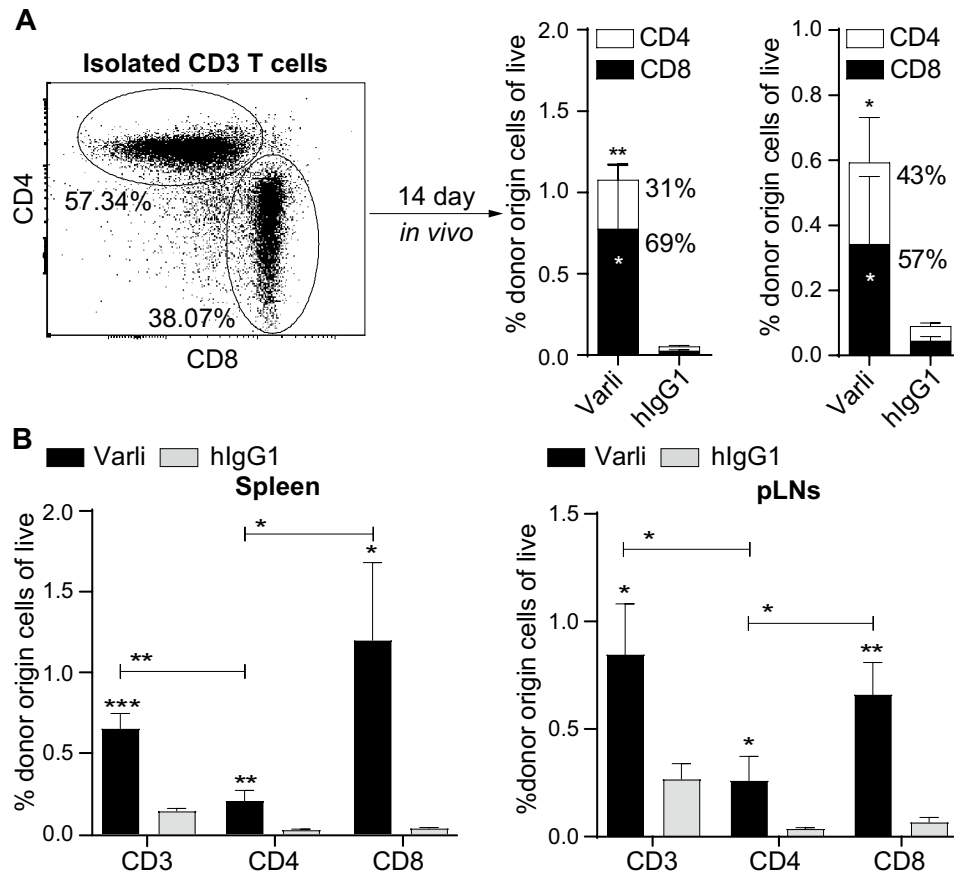 A
Isolated CD3 T cells
CD4
57.34%
38.07%
CD8
14 day
in vivo
% donor origin cells of live
2.0
1.5
1.0
0.5
0.0
CD4
CD8
**
31%
69%
*
Varli
hIgG1
% donor origin cells of live
1.0
0.8
0.6
0.4
0.2
0.0
CD4
CD8
*
43%
57%
*
Varli
hIgG1
B
Varli hIgG1
Spleen
% donor origin cells of live
2.0
1.5
1.0
0.5
0.0
*
*
**
***
**
CD3 CD4 CD8
Varli hIgG1
pLNs
%donor origin cells of live
1.5
1.0
0.5
0.0
*
*
*
**
*
CD3 CD4 CD8